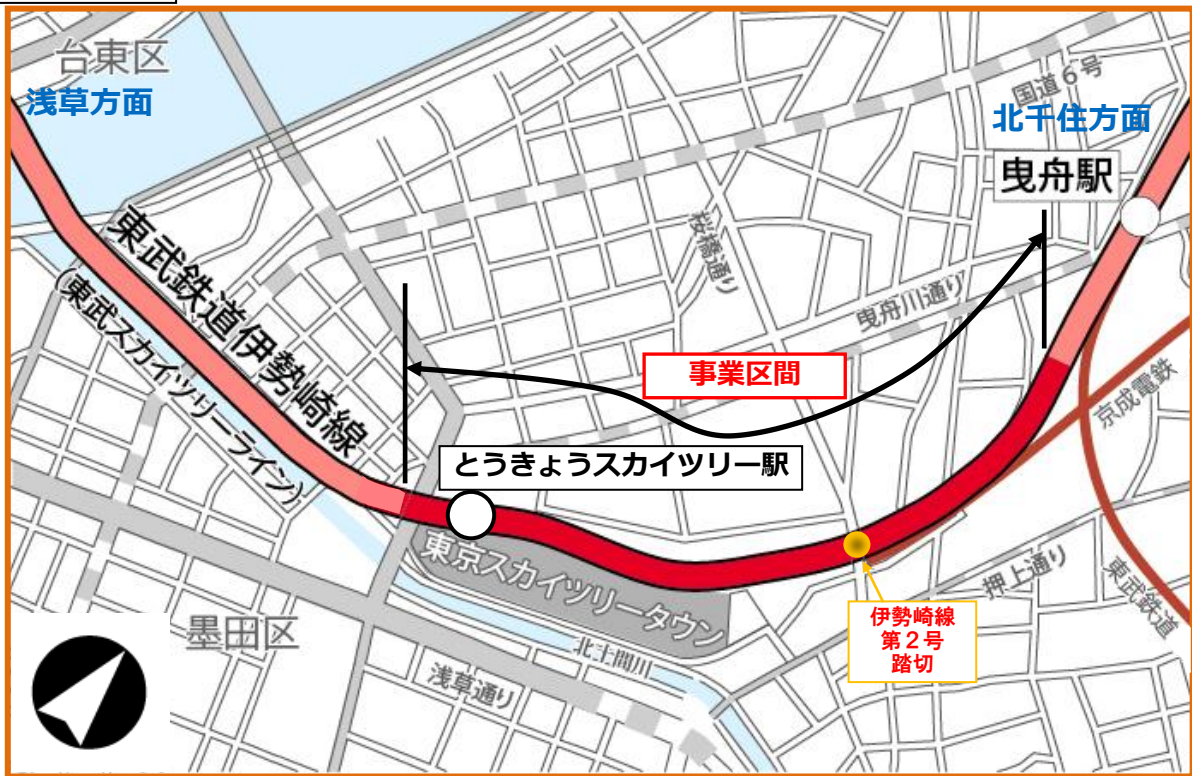 台東区
浅草方面
国道6号
北千住方面
曳舟駅
桜橋通り
東武鉄道伊勢崎線
(東武スカイツリーライン)
曳舟川通り
事業区間
京成電鉄
とうきょうスカイツリー駅
東京スカイツリータウン
押上通り
東武鉄道
伊勢崎線
第2号
踏切
墨田区
北十間川
浅草通り